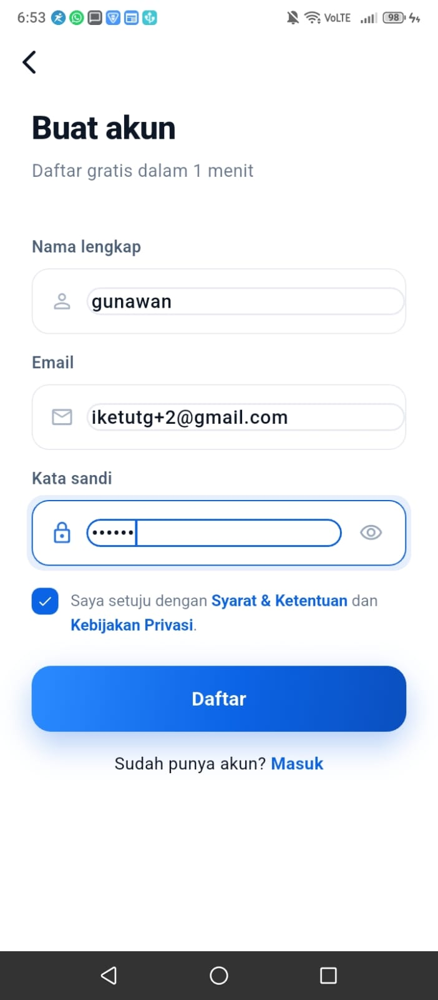 6:53 VoLTE 98
Buat akun
Daftar gratis dalam 1 menit
Nama lengkap
gunawan
Email
iketutg+2@gmail.com
Kata sandi
••••••
Saya setuju dengan Syarat & Ketentuan dan
Kebijakan Privasi.
Daftar
Sudah punya akun? Masuk